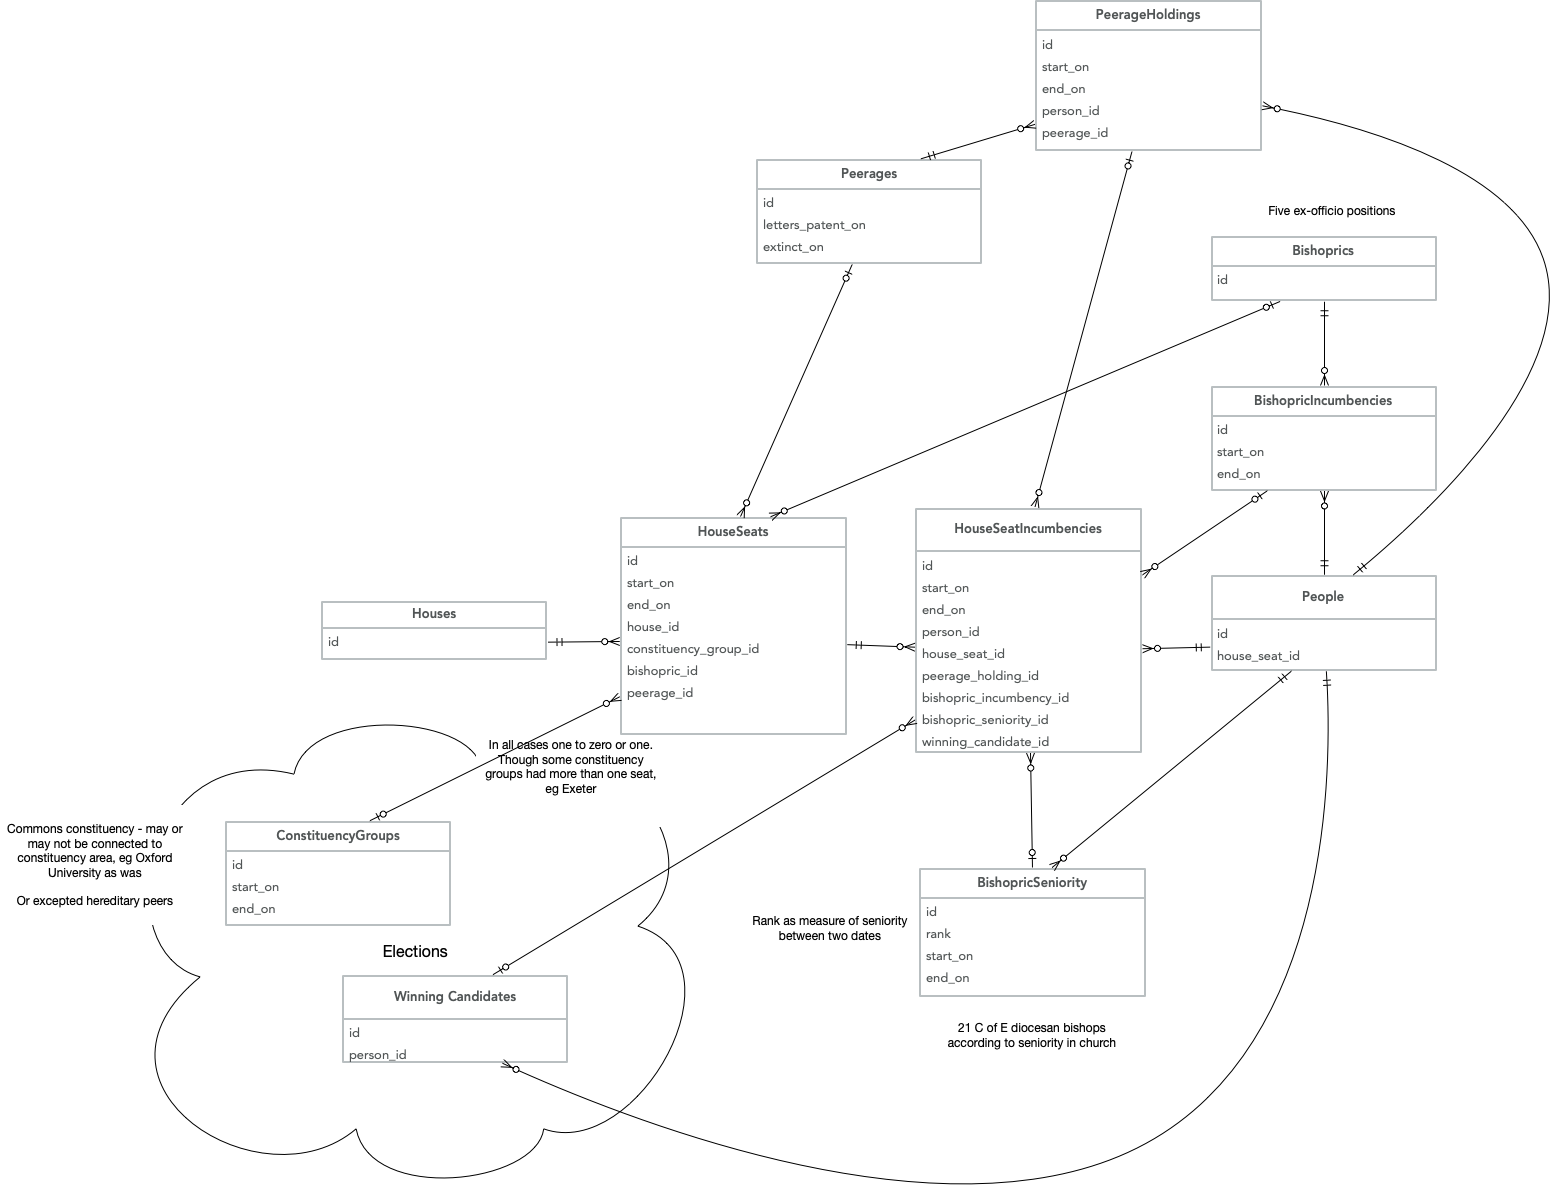 PeerageHoldings
id
start_on
end_on
person_id
peerage_id
Peerages
id
letters_patent_on
extinct_on
Five ex-officio positions
Bishoprics
id
BishopricIncumbencies
id
start_on
end_on
HouseSeats
id
start_on
end_on
house_id
constituency_group_id
bishopric_id
peerage_id
HouseSeatIncumbencies
id
start_on
end_on
person_id
house_seat_id
peerage_holding_id
bishopric_incumbency_id
bishopric_seniority_id
winning_candidate_id
People
id
house_seat_id
Houses
id
In all cases one to zero or one.
Though some constituency
groups had more than one seat,
eg Exeter
Commons constituency - may or
may not be connected to
constituency area, eg Oxford
University as was
Or excepted hereditary peers
ConstituencyGroups
id
start_on
end_on
Elections
Winning Candidates
id
person_id
Rank as measure of seniority
between two dates
BishopricSeniority
id
rank
start_on
end_on
21 C of E diocesan bishops
according to seniority in church